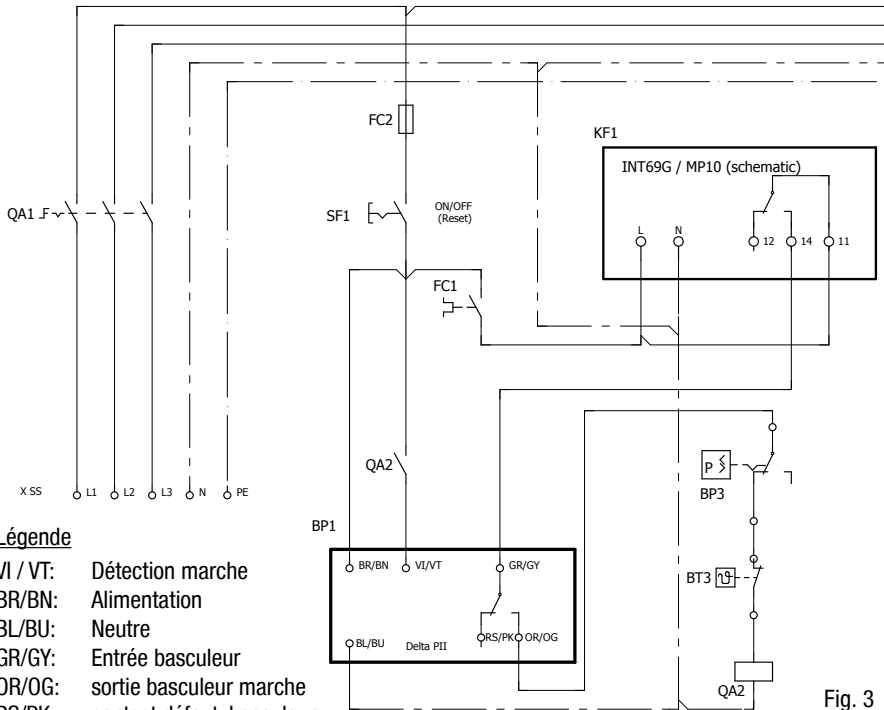 FC2
KF1
INT69G / MP10 (schematic)
QA1
SF1
ON/OFF
(Reset)
L
N
12
14
11
FC1
QA2
P
BP3
X SS
L1
L2
L3
N
PE
BP1
BR/BN
VI/VT
GR/GY
BT3
RS/PK
OR/OG
BL/BU
Delta PII
QA2
Légende
VI / VT: Détection marche
BR/BN: Alimentation
BL/BU: Neutre
GR/GY: Entrée basculeur
OR/OG: sortie basculeur marche
Fig. 3